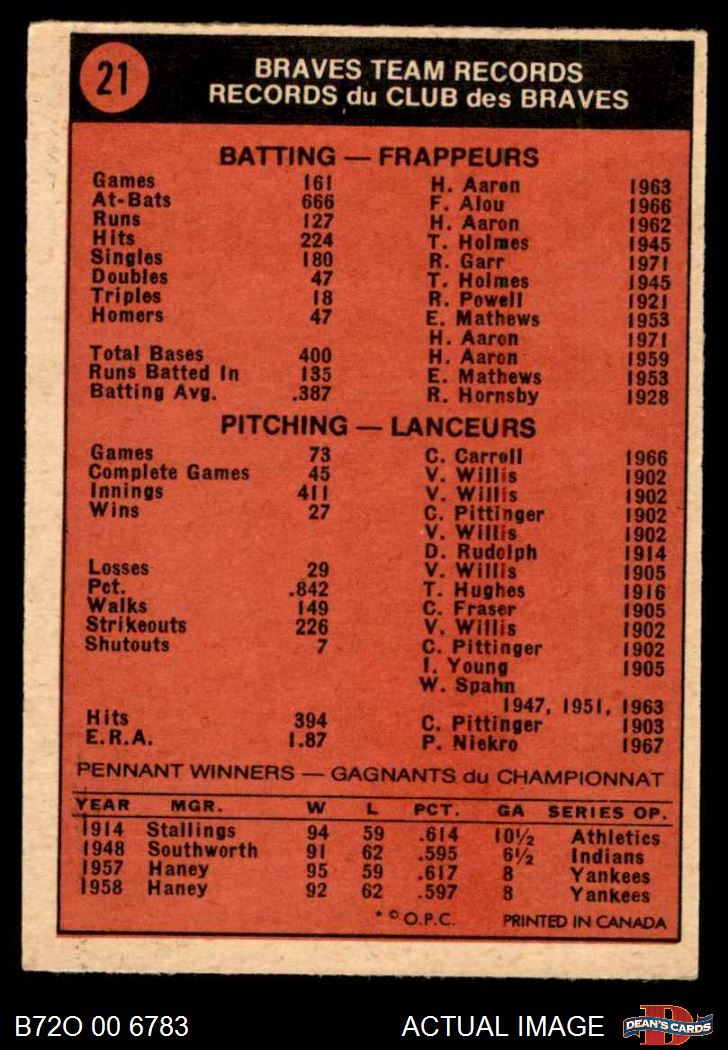 21
BRAVES TEAM RECORDS
RECORDS du CLUB des BRAVES
BATTING — FRAPPEURS
Games 161 H. Aaron 1963
At-Bats 666 F. Alou 1966
Runs 127 H. Aaron 1962
Hits 224 T. Holmes 1945
Singles 180 R. Garr 1971
Doubles 47 T. Holmes 1945
Triples 18 R. Powell 1921
Homers 47 E. Mathews 1953
H. Aaron 1971
Total Bases 400 H. Aaron 1959
Runs Batted In 135 E. Mathews 1953
Batting Avg. .387 R. Hornsby 1928
PITCHING — LANCEURS
Games 73 C. Carroll 1966
Complete Games 45 V. Willis 1902
Innings 411 V. Willis 1902
Wins 27 C. Pittinger 1902
V. Willis 1902
D. Rudolph 1914
Losses 29 V. Willis 1905
Pct. .842 T. Hughes 1916
Walks 149 C. Fraser 1905
Strikeouts 226 V. Willis 1902
Shutouts 7 C. Pittinger 1902
I. Young 1905
W. Spahn
1947, 1951, 1963
Hits 394 C. Pittinger 1903
E.R.A. 1.87 P. Niekro 1967
PENNANT WINNERS — GAGNANTS du CHAMPIONNAT
YEAR MGR. W L PCT. GA SERIES OP.
1914 Stallings 94 59 .614 10½ Athletics
1948 Southworth 91 62 .595 6½ Indians
1957 Haney 95 59 .617 8 Yankees
1958 Haney 92 62 .597 8 Yankees
* © O.P.C. PRINTED IN CANADA
B72O 00 6783 ACTUAL IMAGE DEAN'S CARDS